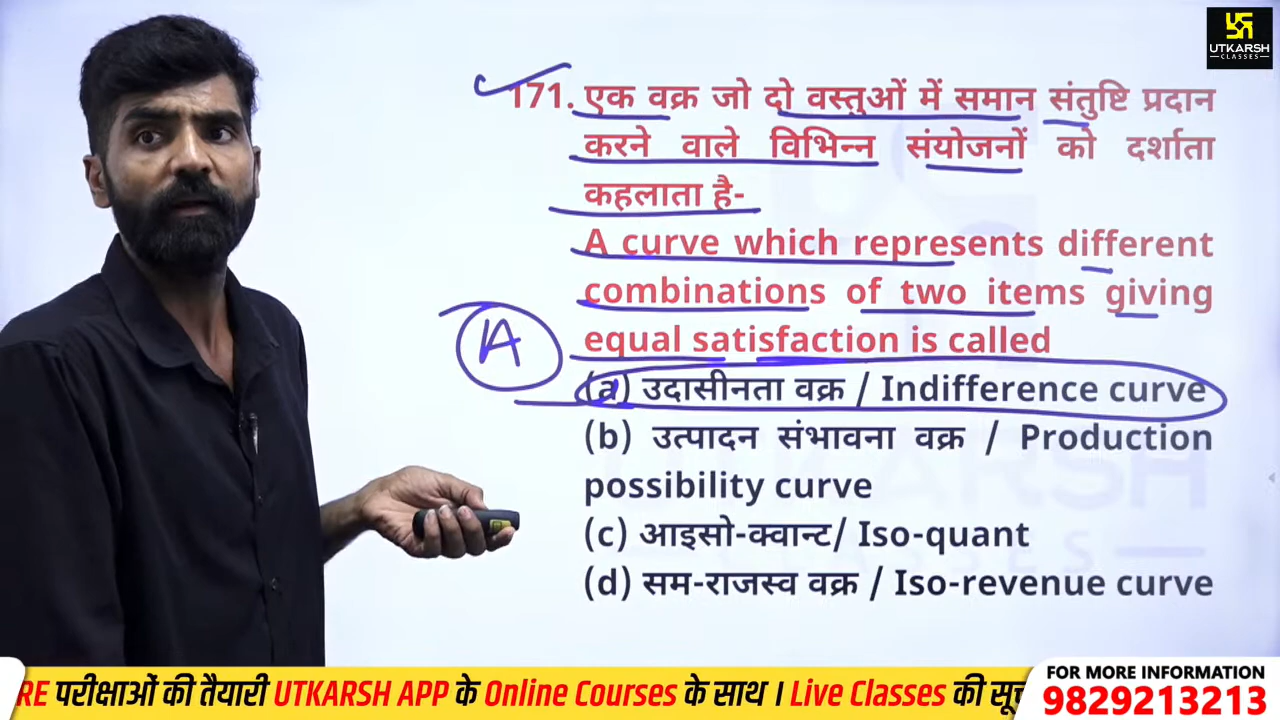 UTKARSH
CLASSES
171. एक वक्र जो दो वस्तुओं में समान संतुष्टि प्रदान
करने वाले विभिन्न संयोजनों को दर्शाता
कहलाता है-
A curve which represents different
combinations of two items giving
equal satisfaction is called
A
(a) उदासीनता वक्र / Indifference curve
(b) उत्पादन संभावना वक्र / Production
possibility curve
(c) आइसो-क्वान्ट/ Iso-quant
(d) सम-राजस्व वक्र / Iso-revenue curve
RE परीक्षाओं की तैयारी UTKARSH APP के Online Courses के साथ । Live Classes की
FOR MORE INFORMATION
9829213213